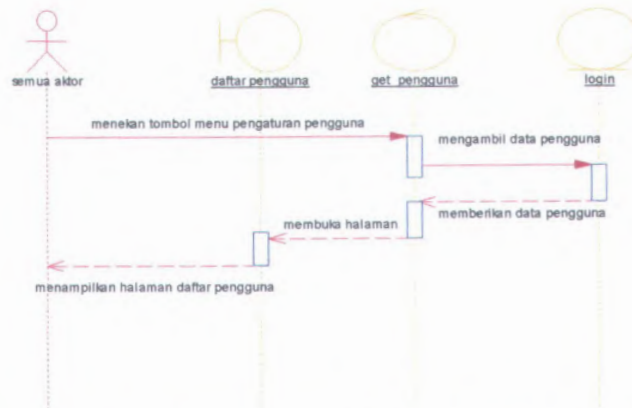 semua aktor
daftar pengguna
get_pengguna
login
menekan tombol menu pengaturan pengguna
mengambil data pengguna
memberikan data pengguna
membuka halaman
menampilkan halaman daftar pengguna